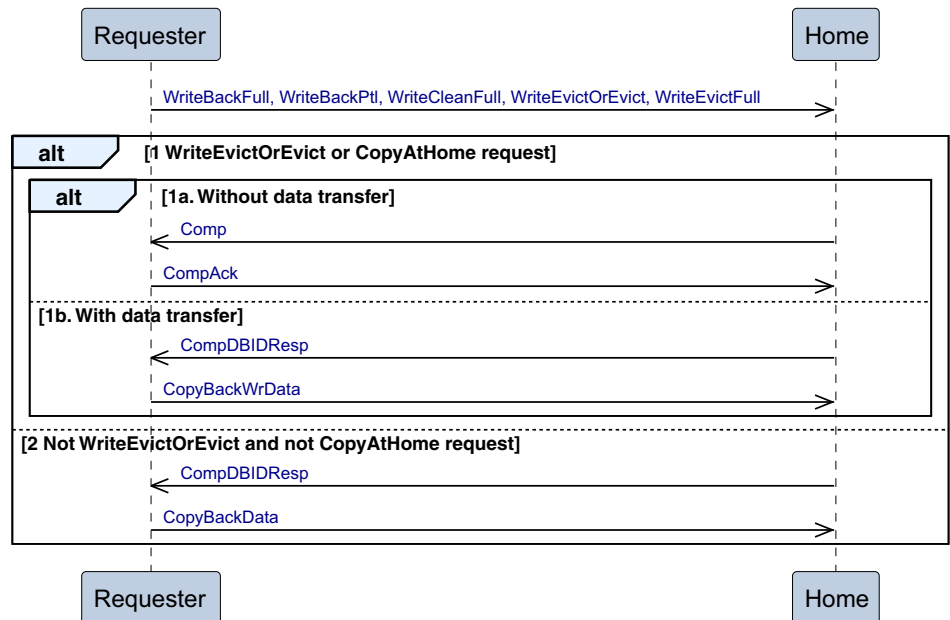 Requester
Home
WriteBackFull, WriteBackPtl, WriteCleanFull, WriteEvictOrEvict, WriteEvictFull
alt
[1 WriteEvictOrEvict or CopyAtHome request]
alt
[1a. Without data transfer]
Comp
CompAck
[1b. With data transfer]
CompDBIDResp
CopyBackWrData
[2 Not WriteEvictOrEvict and not CopyAtHome request]
CompDBIDResp
CopyBackData
Requester
Home